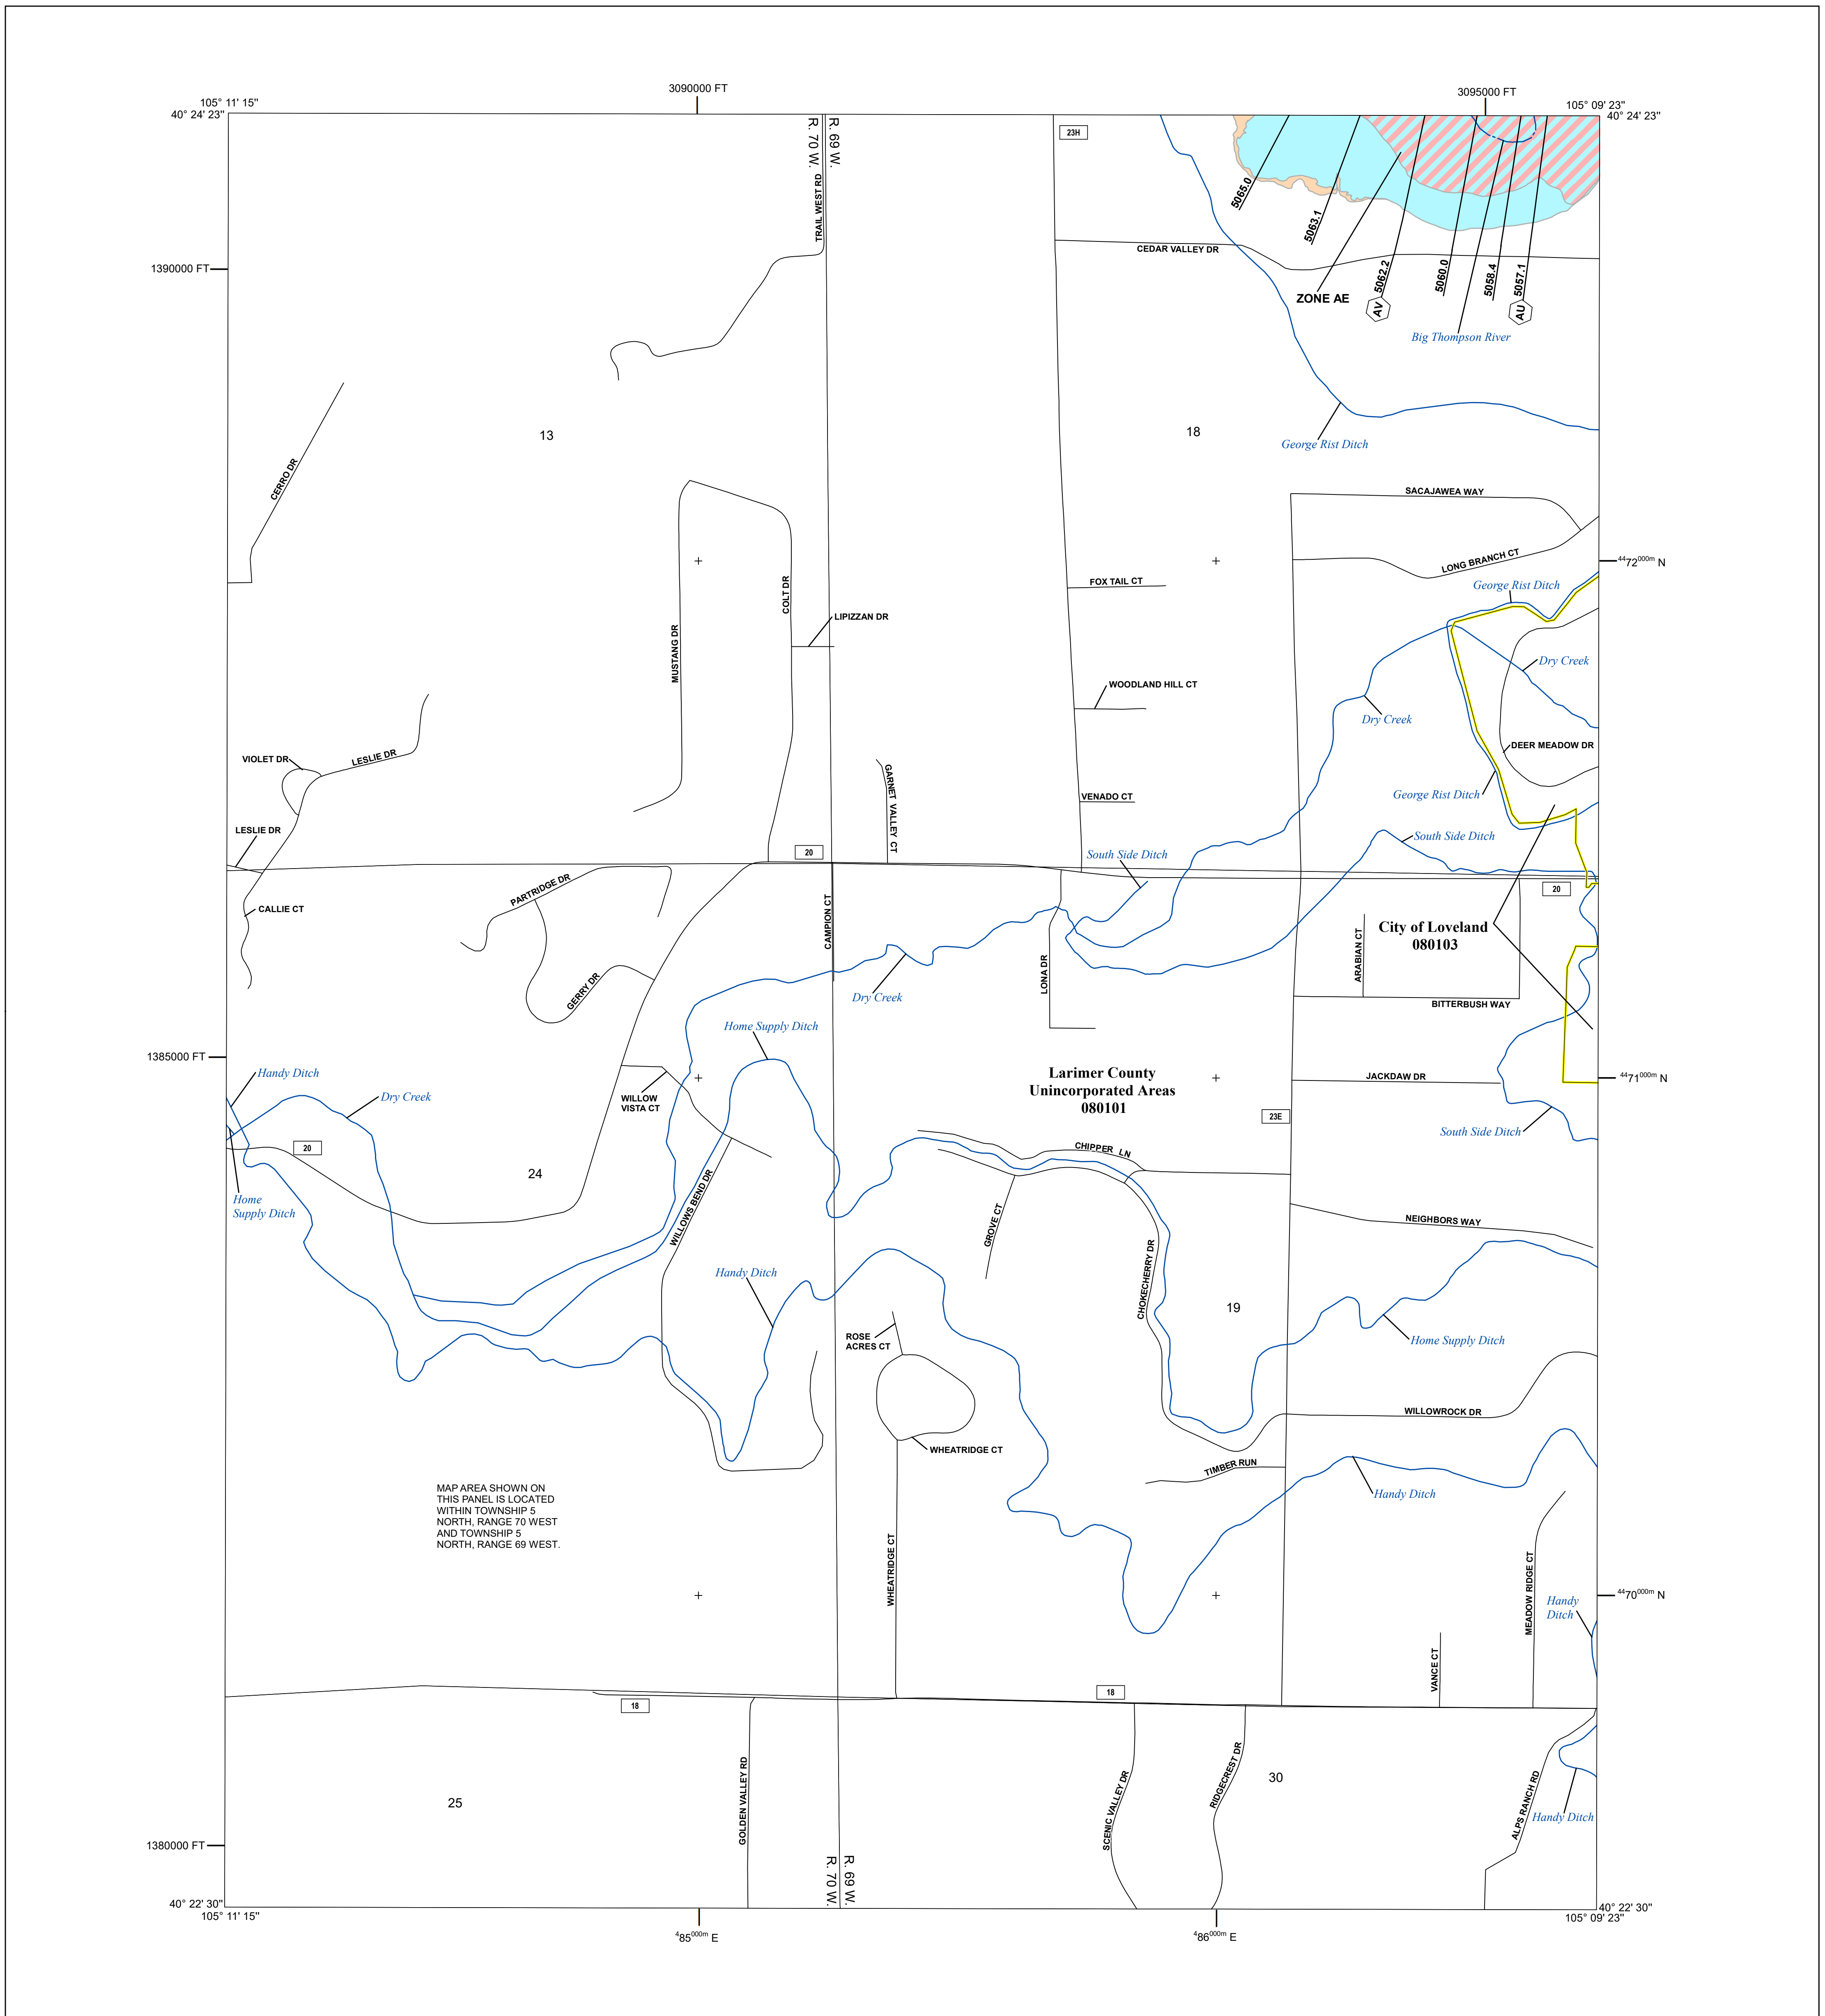 3090000 FT
3095000 FT
105° 11' 15"
105° 09' 23"
40° 24' 23"
40° 24' 23"
R. 70 W.
R. 69 W.
23H
TRAIL WEST RD
5065.0
5063.1
CEDAR VALLEY DR
1390000 FT
5062.2
5060.0
5058.4
5057.1
ZONE AE
AV
AU
Big Thompson River
13
18
George Rist Ditch
CERRO DR
SACAJAWEA WAY
LONG BRANCH CT
4472000m N
FOX TAIL CT
George Rist Ditch
COLT DR
LIPIZZAN DR
MUSTANG DR
Dry Creek
WOODLAND HILL CT
Dry Creek
DEER MEADOW DR
VIOLET DR
LESLIE DR
GARNET VALLEY CT
VENADO CT
George Rist Ditch
LESLIE DR
South Side Ditch
20
South Side Ditch
PARTRIDGE DR
20
CALLIE CT
CAMPION CT
City of Loveland
080103
ARABIAN CT
LONA DR
GERRY DR
Dry Creek
BITTERBUSH WAY
Home Supply Ditch
1385000 FT
Handy Ditch
Larimer County
Unincorporated Areas
080101
JACKDAW DR
4471000m N
Dry Creek
WILLOW
VISTA CT
23E
South Side Ditch
20
CHIPPER LN
24
Home
Supply Ditch
WILLOWS BEND DR
GROVE CT
NEIGHBORS WAY
CHOKECHERRY DR
Handy Ditch
19
ROSE
ACRES CT
Home Supply Ditch
WILLOWROCK DR
WHEATRIDGE CT
TIMBER RUN
Handy Ditch
MAP AREA SHOWN ON
THIS PANEL IS LOCATED
WITHIN TOWNSHIP 5
NORTH, RANGE 70 WEST
AND TOWNSHIP 5
NORTH, RANGE 69 WEST.
WHEATRIDGE CT
MEADOW RIDGE CT
4470000m N
Handy
Ditch
VANCE CT
18
18
GOLDEN VALLEY RD
SCENIC VALLEY DR
RIDGECREST DR
30
ALPS RANCH RD
25
Handy Ditch
1380000 FT
R. 70 W.
R. 69 W.
40° 22' 30"
40° 22' 30"
105° 11' 15"
105° 09' 23"
485000m E
486000m E